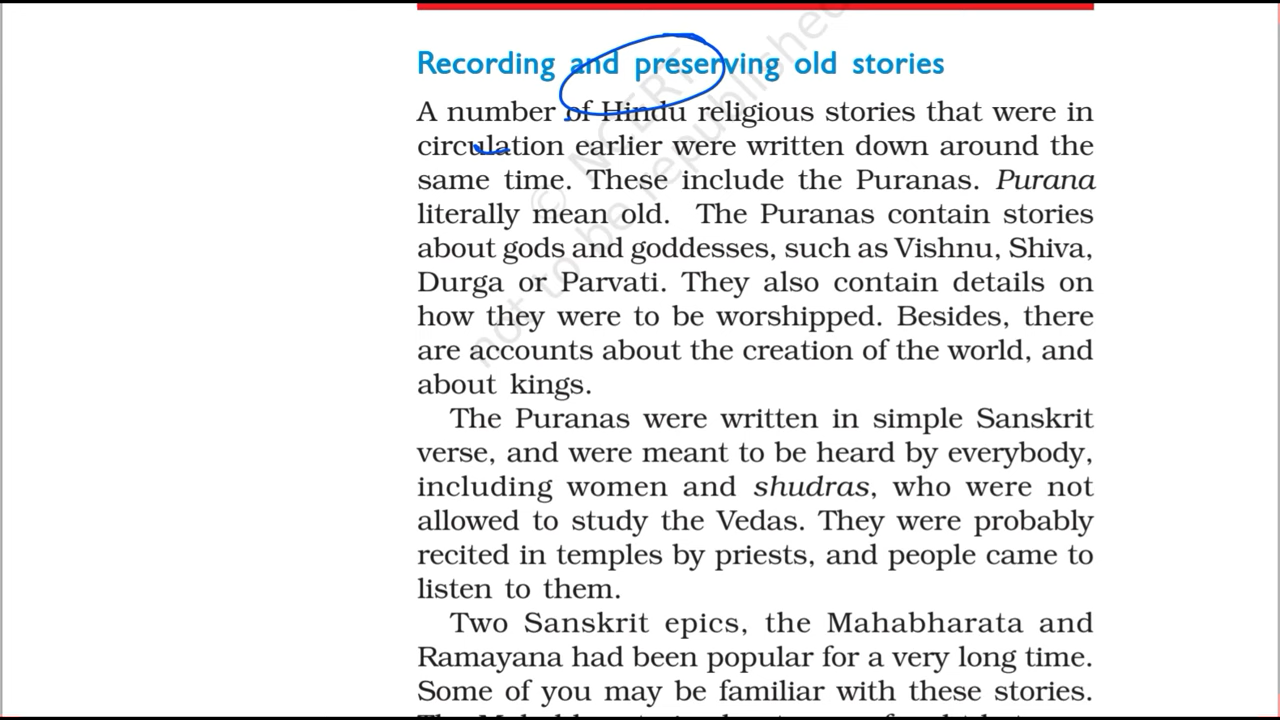 Recording and preserving old stories
A number of Hindu religious stories that were in
circulation earlier were written down around the
same time. These include the Puranas. Purana
literally mean old. The Puranas contain stories
about gods and goddesses, such as Vishnu, Shiva,
Durga or Parvati. They also contain details on
how they were to be worshipped. Besides, there
are accounts about the creation of the world, and
about kings.
The Puranas were written in simple Sanskrit
verse, and were meant to be heard by everybody,
including women and shudras, who were not
allowed to study the Vedas. They were probably
recited in temples by priests, and people came to
listen to them.
Two Sanskrit epics, the Mahabharata and
Ramayana had been popular for a very long time.
Some of you may be familiar with these stories.
© NCERT
not to be republished